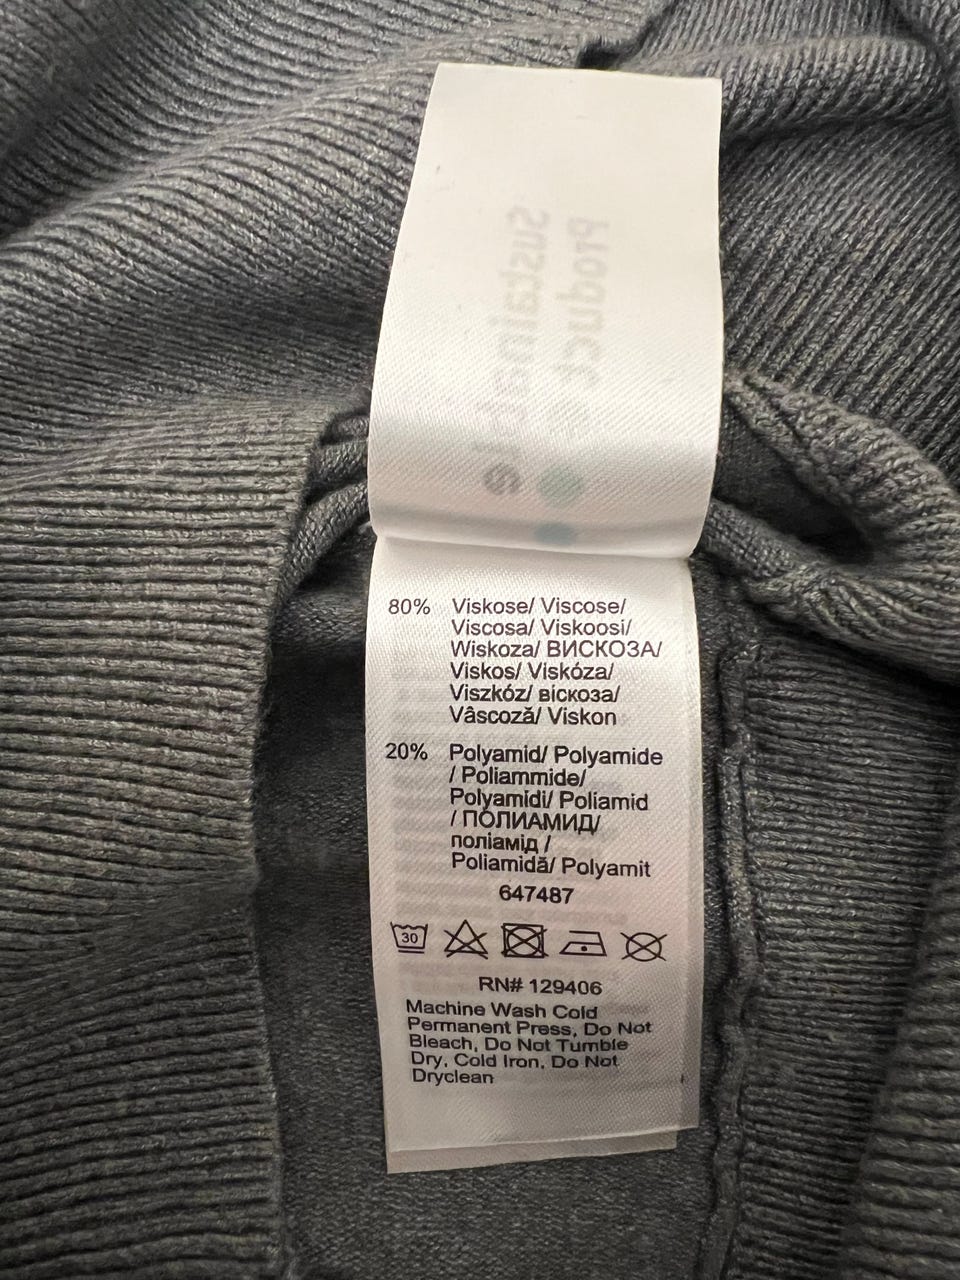 Product
Sustainable
80% Viskose/ Viscose/
Viscosa/ Viskoosi/
Wiskoza/ ВИСКОЗА/
Viskos/ Viskóza/
Viszkóz/ віскоза/
Vâscoză/ Viskon
20% Polyamid/ Polyamide
/ Poliammide/
Polyamidi/ Poliamid
/ ПОЛИАМИД/
поліамід /
Poliamidă/ Polyamit
647487
30
RN# 129406
Machine Wash Cold
Permanent Press, Do Not
Bleach, Do Not Tumble
Dry, Cold Iron, Do Not
Dryclean